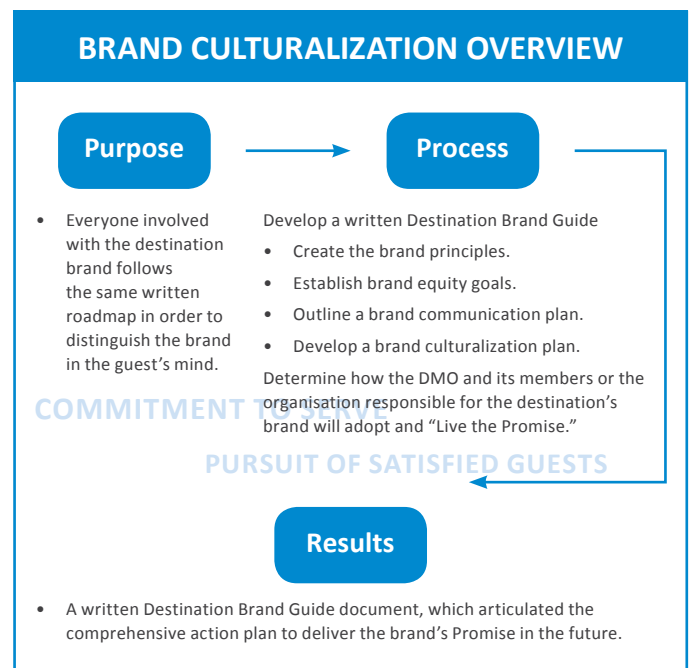 BRAND CULTURALIZATION OVERVIEW
Purpose
Process
• Everyone involved
with the destination
brand follows
the same written
roadmap in order to
distinguish the brand
in the guest’s mind.
Develop a written Destination Brand Guide
• Create the brand principles.
• Establish brand equity goals.
• Outline a brand communication plan.
• Develop a brand culturalization plan.
Determine how the DMO and its members or the
organisation responsible for the destination’s
brand will adopt and “Live the Promise.”
COMMITMENT TO SERVE
PURSUIT OF SATISFIED GUESTS
Results
• A written Destination Brand Guide document, which articulated the
comprehensive action plan to deliver the brand’s Promise in the future.